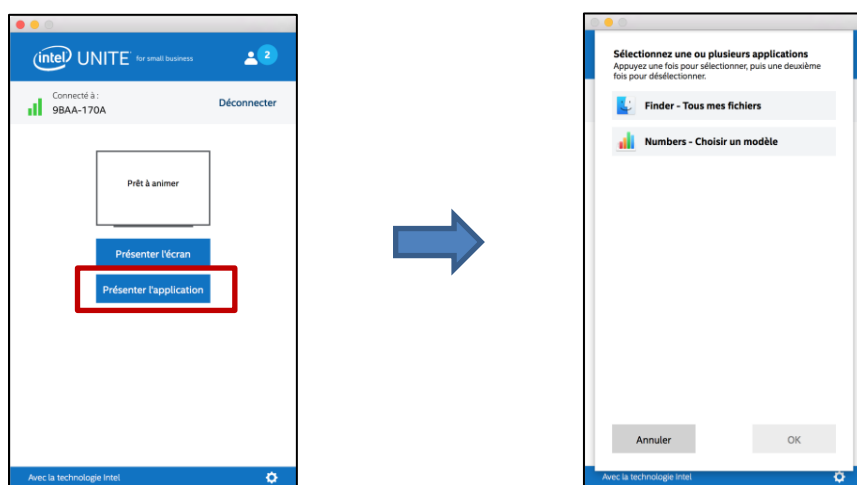 intel UNITE for small business 2
Connecté à :
9BAA-170A
Déconnecter
Prêt à animer
Présenter l'écran
Présenter l'application
Avec la technologie Intel
Sélectionnez une ou plusieurs applications
Appuyez une fois pour sélectionner, puis une deuxième
fois pour désélectionner.
Finder - Tous mes fichiers
Numbers - Choisir un modèle
Annuler
OK
Avec la technologie Intel